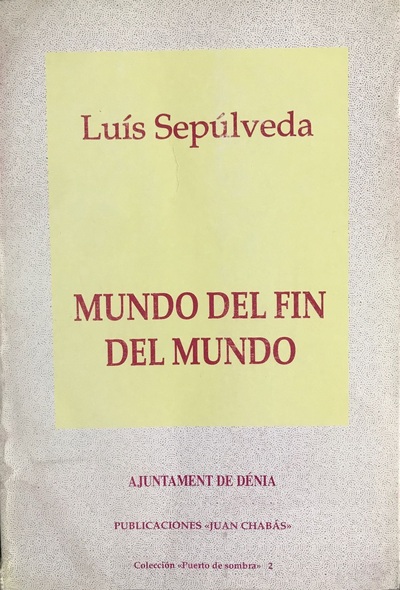 Luís Sepúlveda
MUNDO DEL FIN
DEL MUNDO
AJUNTAMENT DE DÉNIA
PUBLICACIONES «JUAN CHABÁS»
Colección «Puerto de sombra» 2